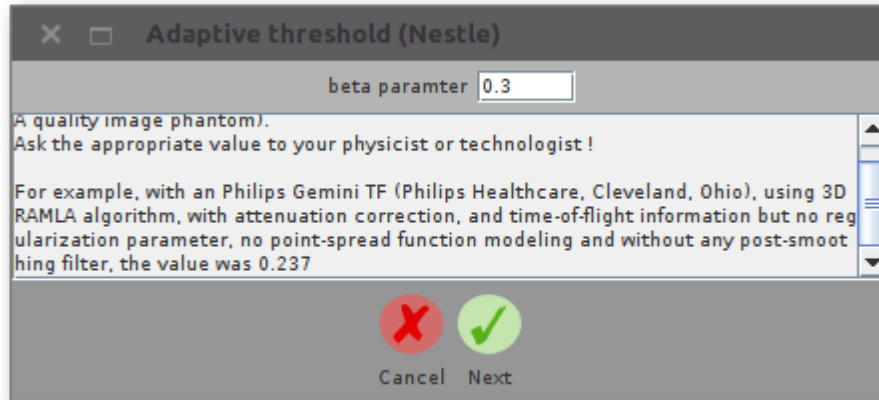 Adaptive threshold (Nestle)
beta paramter 0.3
A quality image phantom).
Ask the appropriate value to your physicist or technologist !
For example, with an Philips Gemini TF (Philips Healthcare, Cleveland, Ohio), using 3D
RAMLA algorithm, with attenuation correction, and time-of-flight information but no reg
ularization parameter, no point-spread function modeling and without any post-smoot
hing filter, the value was 0.237
Cancel Next